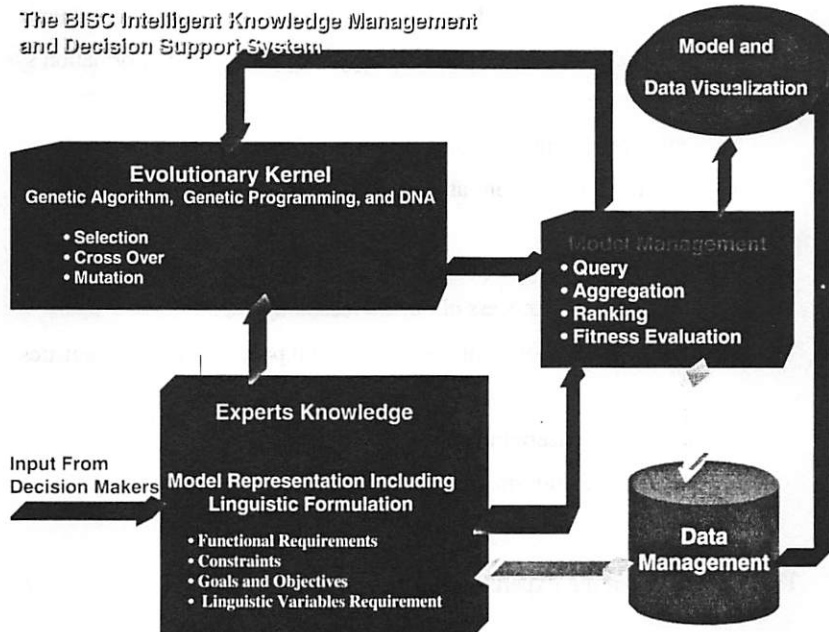 The BISC Intelligent Knowledge Management
and Decision Support System
Model and
Data Visualization
Evolutionary Kernel
Genetic Algorithm, Genetic Programming, and DNA
• Selection
• Cross Over
• Mutation
Model Management
• Query
• Aggregation
• Ranking
• Fitness Evaluation
Experts Knowledge
Input From
Decision Makers
Model Representation Including
Linguistic Formulation
• Functional Requirements
• Constraints
• Goals and Objectives
• Linguistic Variables Requirement
Data
Management